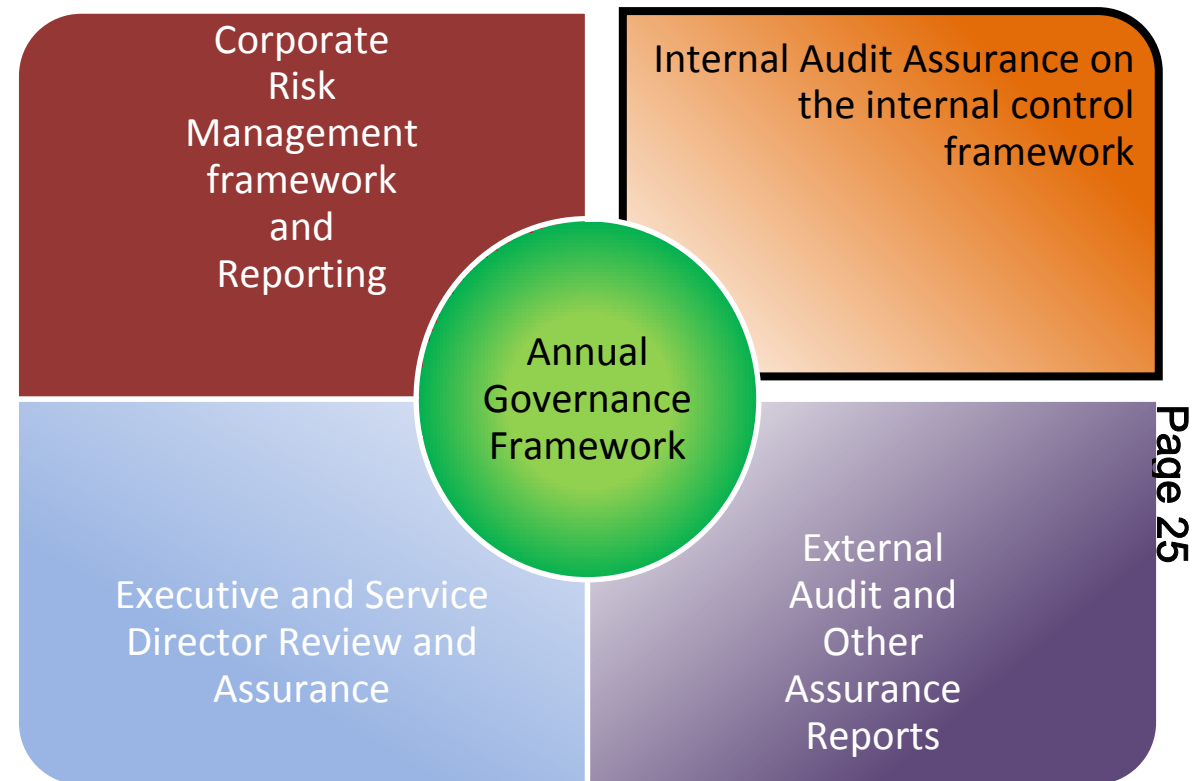 Corporate
Risk
Management
framework
and
Reporting
Internal Audit Assurance on
the internal control
framework
Annual
Governance
Framework
Executive and Service
Director Review and
Assurance
External
Audit and
Other
Assurance
Reports
Page 25